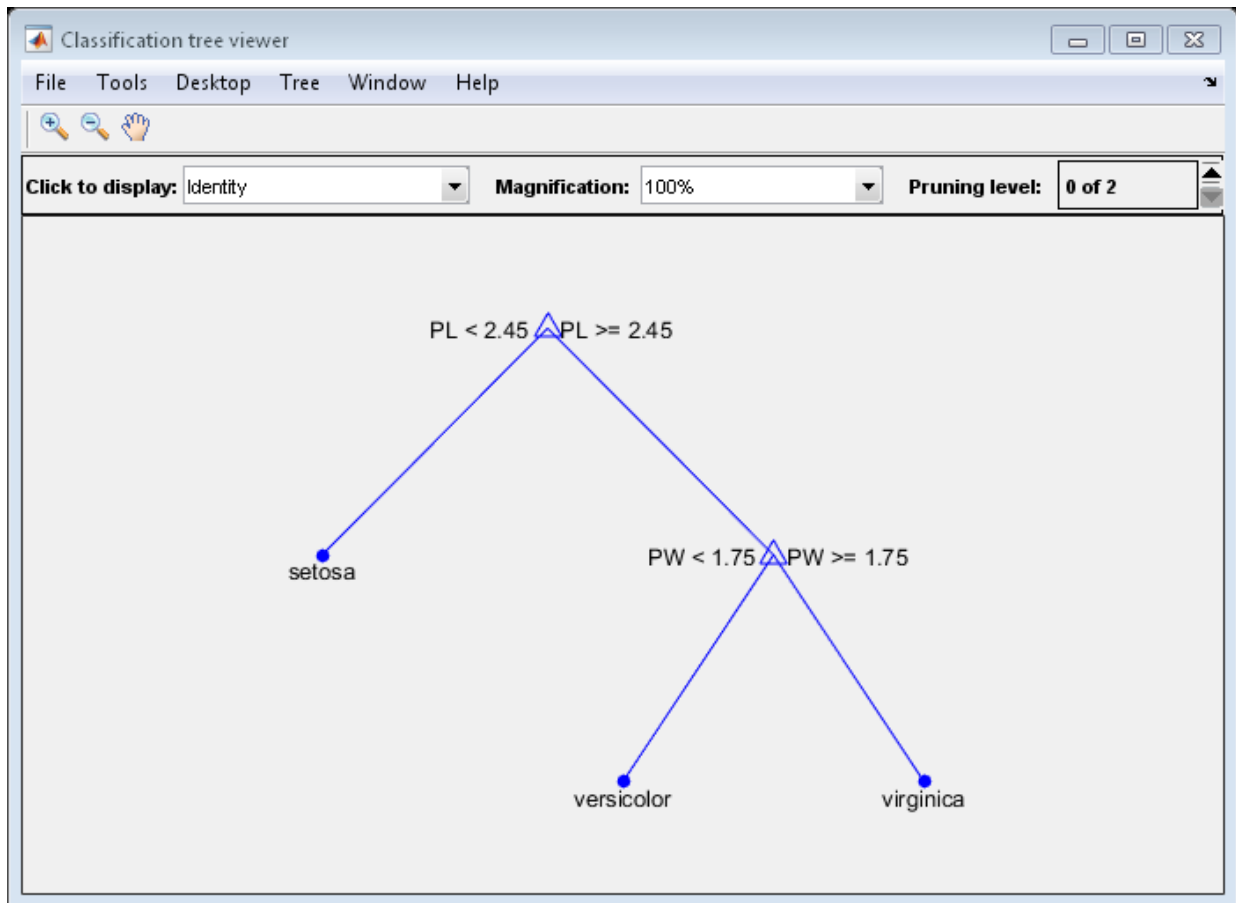 Classification tree viewer
File Tools Desktop Tree Window Help
Click to display: Identity Magnification: 100% Pruning level: 0 of 2
PL < 2.45 PL >= 2.45
setosa
PW < 1.75 PW >= 1.75
versicolor
virginica